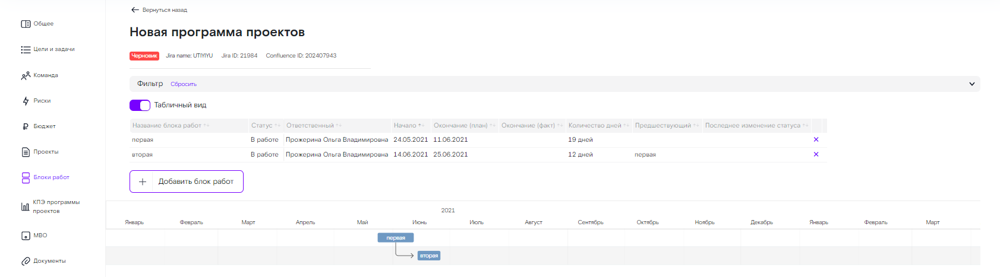 Вернуться назад
Новая программа проектов
Черновик Jira name: UTIYIYU Jira ID: 21984 Confluence ID: 202407943
Общее
Цели и задачи
Команда
Риски
Бюджет
Проекты
Блоки работ
КПЭ программы
проектов
МВО
Документы
Фильтр Сбросить
Табличный вид
Название блока работ Статус Ответственный Начало Окончание (план) Окончание (факт) Количество дней Предшествующий Последнее изменение статуса
первая В работе Прожерина Ольга Владимировна 24.05.2021 11.06.2021 19 дней
вторая В работе Прожерина Ольга Владимировна 14.06.2021 25.06.2021 12 дней первая
Добавить блок работ
2021
Январь Февраль Март Апрель Май Июнь Июль Август Сентябрь Октябрь Ноябрь Декабрь Январь Февраль Март
первая
вторая